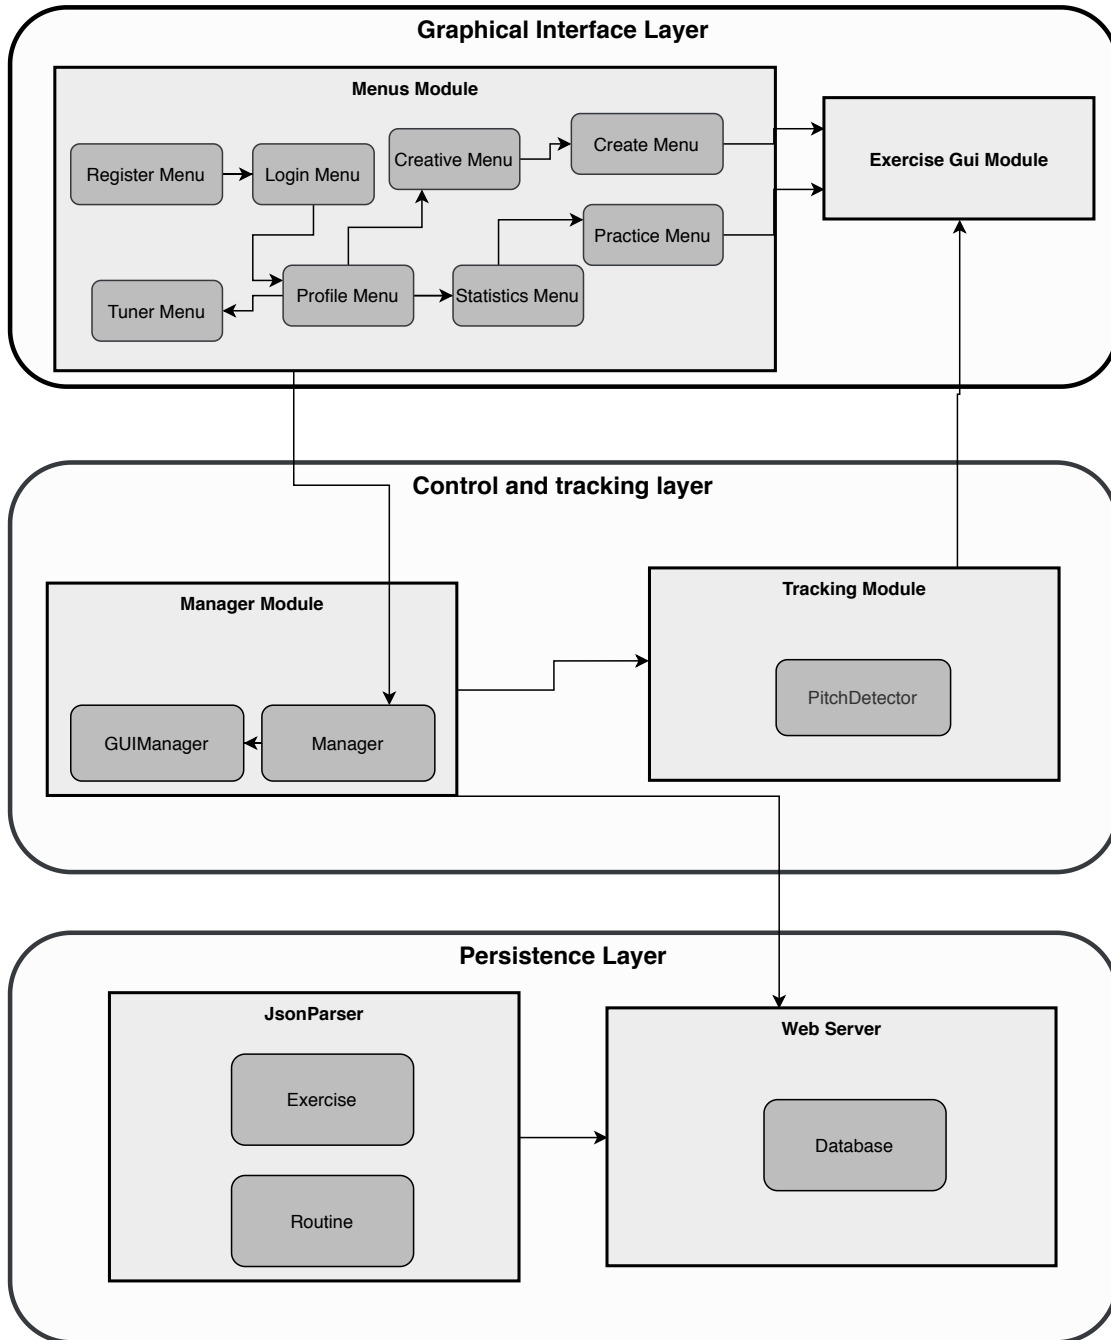 Graphical Interface Layer
Menus Module
Register Menu
Login Menu
Creative Menu
Create Menu
Practice Menu
Tuner Menu
Profile Menu
Statistics Menu
Exercise Gui Module
Control and tracking layer
Manager Module
GUIManager
Manager
Tracking Module
PitchDetector
Persistence Layer
JsonParser
Exercise
Routine
Web Server
Database